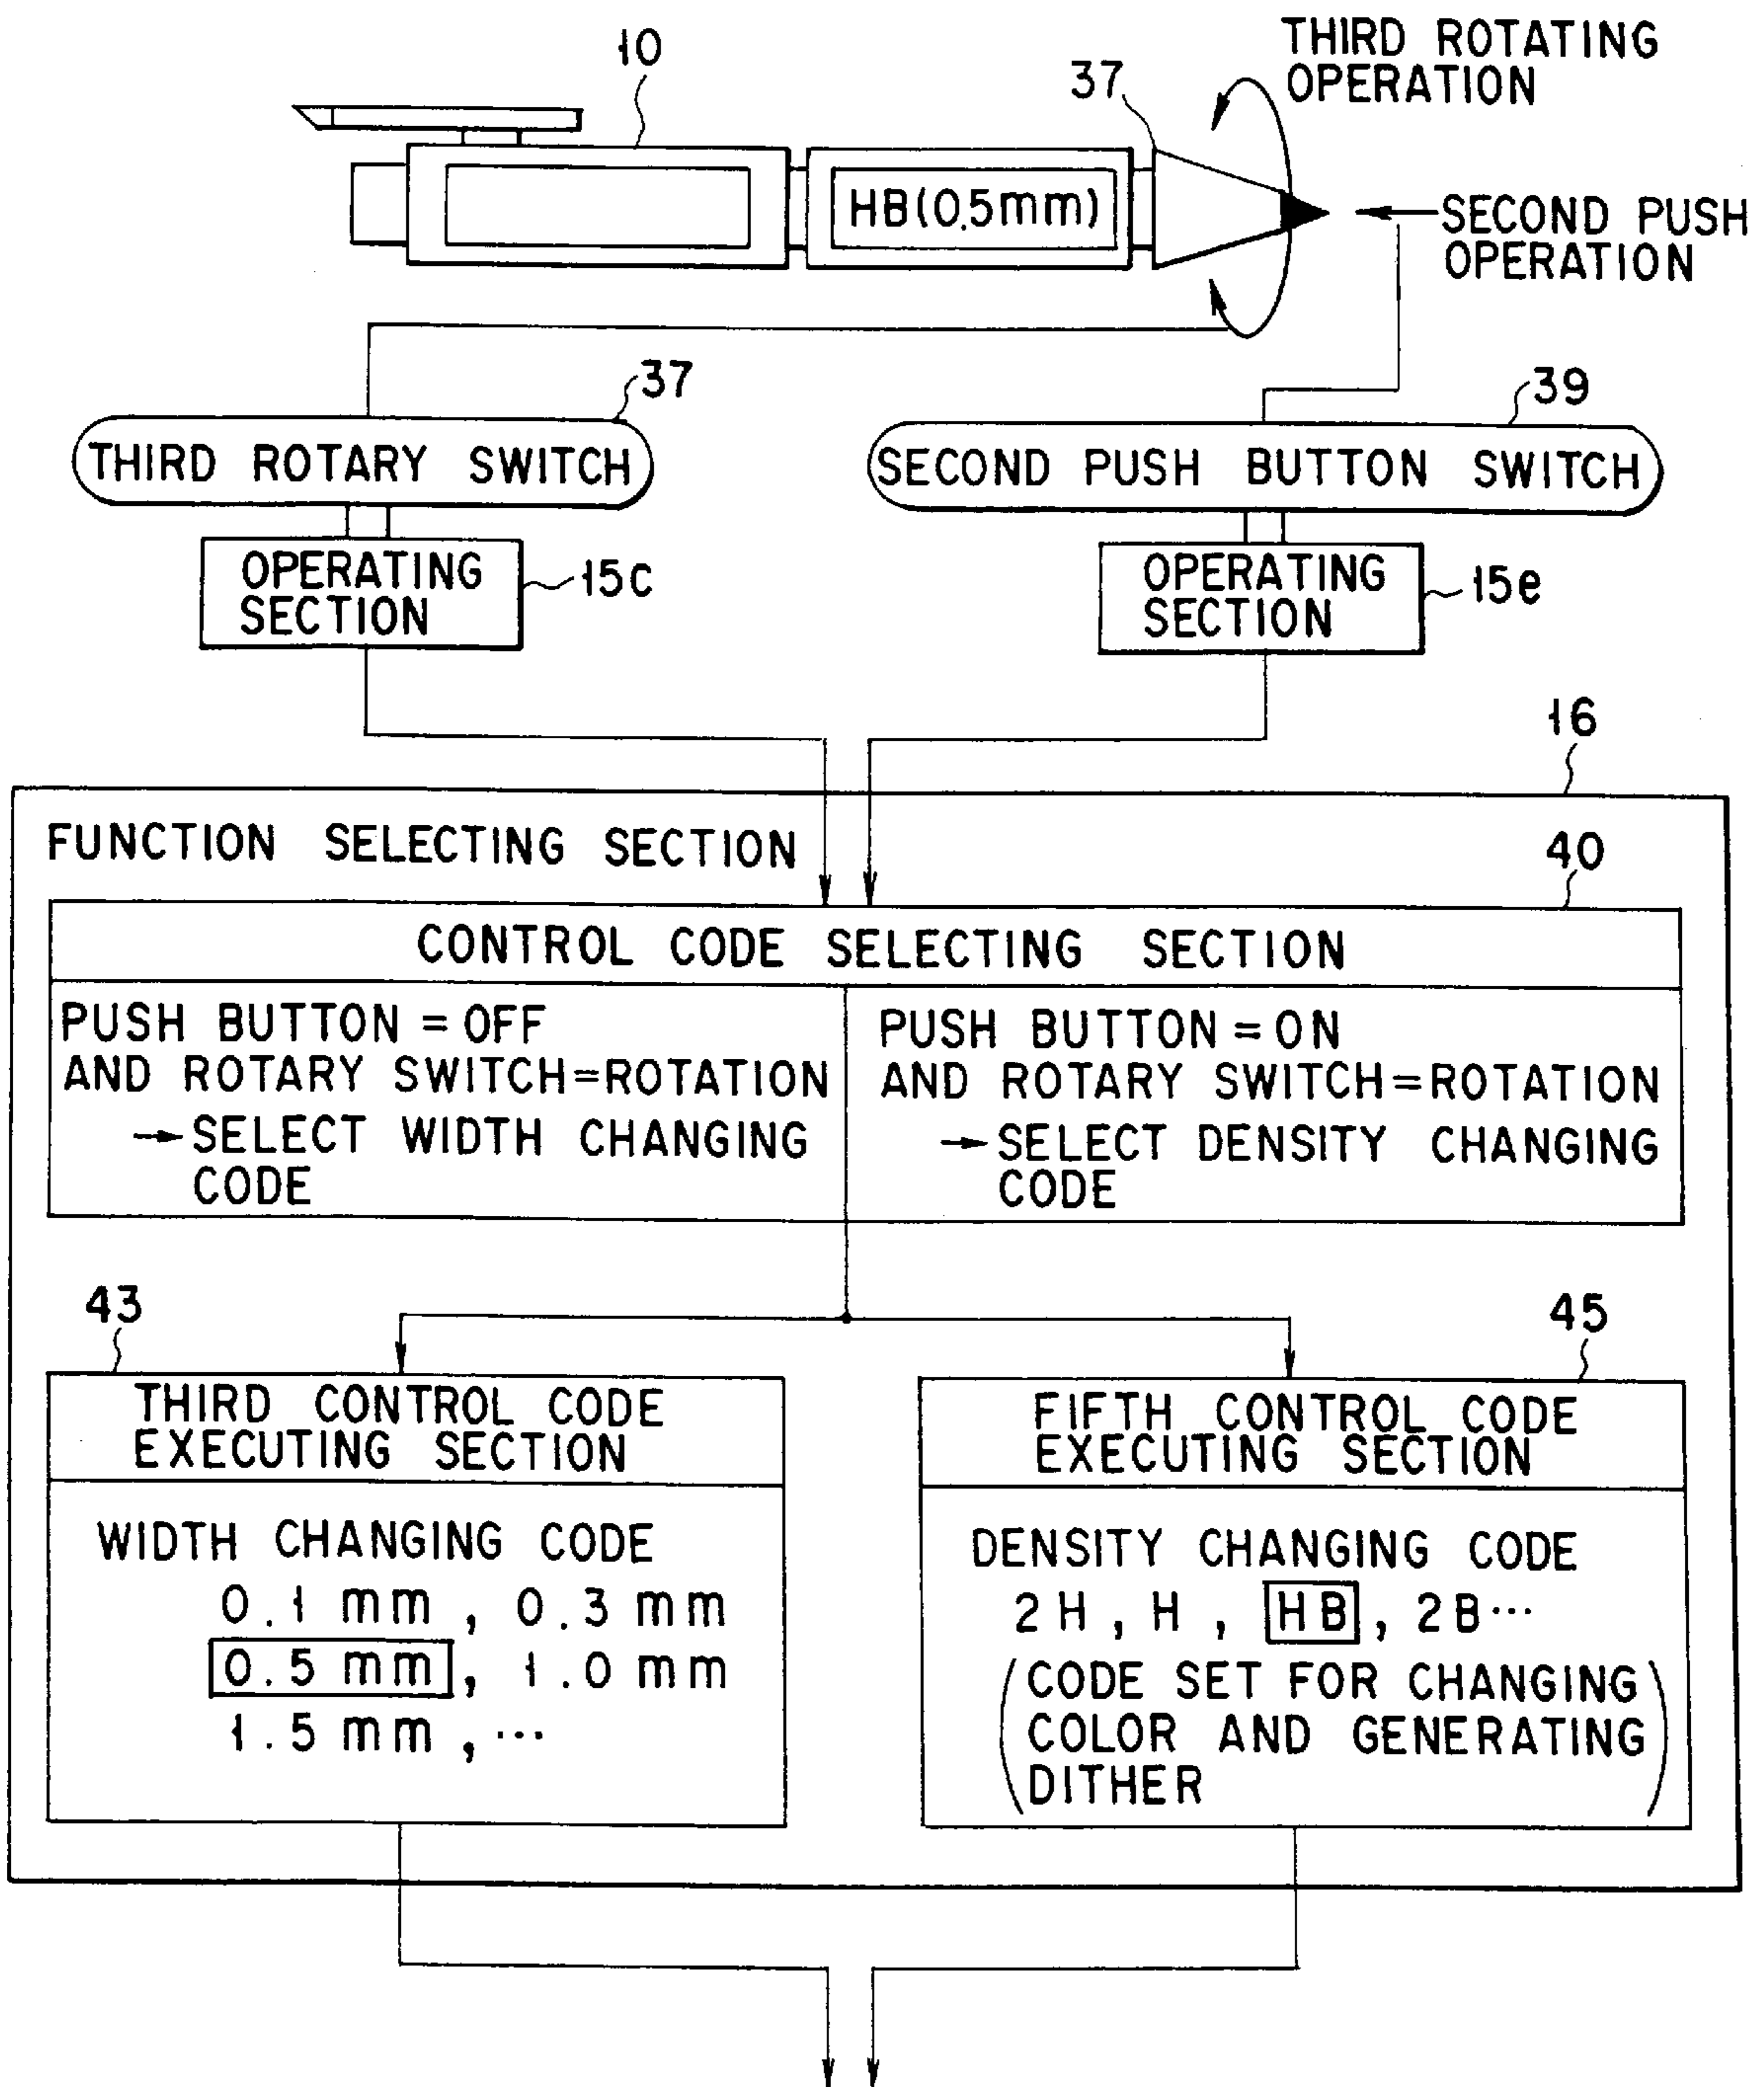 10
THIRD ROTATING
OPERATION
37
HB(0.5mm)
SECOND PUSH
OPERATION
37
THIRD ROTARY SWITCH
39
SECOND PUSH BUTTON SWITCH
OPERATING
SECTION
15c
OPERATING
SECTION
15e
16
FUNCTION SELECTING SECTION
40
CONTROL CODE SELECTING SECTION
PUSH BUTTON = OFF
AND ROTARY SWITCH=ROTATION
→ SELECT WIDTH CHANGING
CODE
PUSH BUTTON = ON
AND ROTARY SWITCH=ROTATION
→ SELECT DENSITY CHANGING
CODE
43
THIRD CONTROL CODE
EXECUTING SECTION
WIDTH CHANGING CODE
0.1 mm , 0.3 mm
0.5 mm , 1.0 mm
1.5 mm , ...
45
FIFTH CONTROL CODE
EXECUTING SECTION
DENSITY CHANGING CODE
2H , H , HB , 2B ...
(CODE SET FOR CHANGING
COLOR AND GENERATING
DITHER)